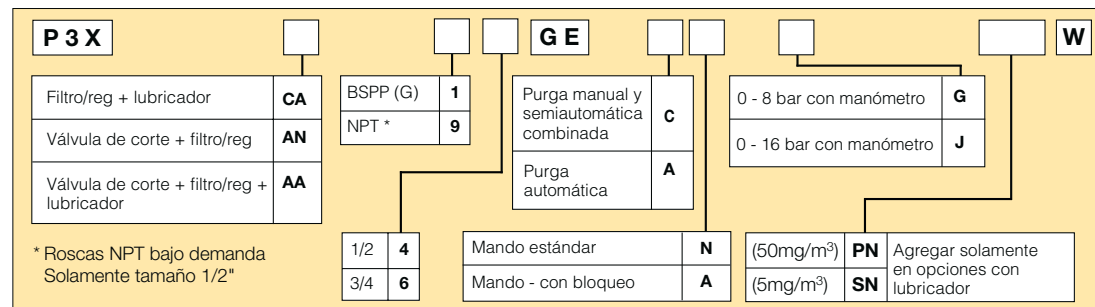 P 3 X
G E
W
Filtro/reg + lubricador
CA
Válvula de corte + filtro/reg
AN
Válvula de corte + filtro/reg +
lubricador
AA
* Roscas NPT bajo demanda
Solamente tamaño 1/2"
BSPP (G)
1
NPT *
9
1/2
4
3/4
6
Purga manual y
semiautomática
combinada
C
Purga
automática
A
Mando estándar
N
Mando - con bloqueo
A
0 - 8 bar con manómetro
G
0 - 16 bar con manómetro
J
(50mg/m³)
PN
(5mg/m³)
SN
Agregar solamente
en opciones con
lubricador